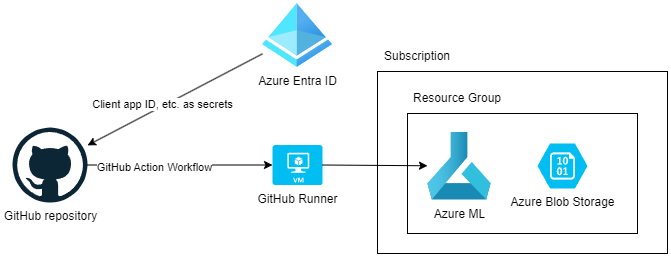 Subscription
Azure Entra ID
Resource Group
Client app ID, etc. as secrets
10
01
GitHub Action Workflow
VM
GitHub Runner
Azure Blob Storage
GitHub repository
Azure ML